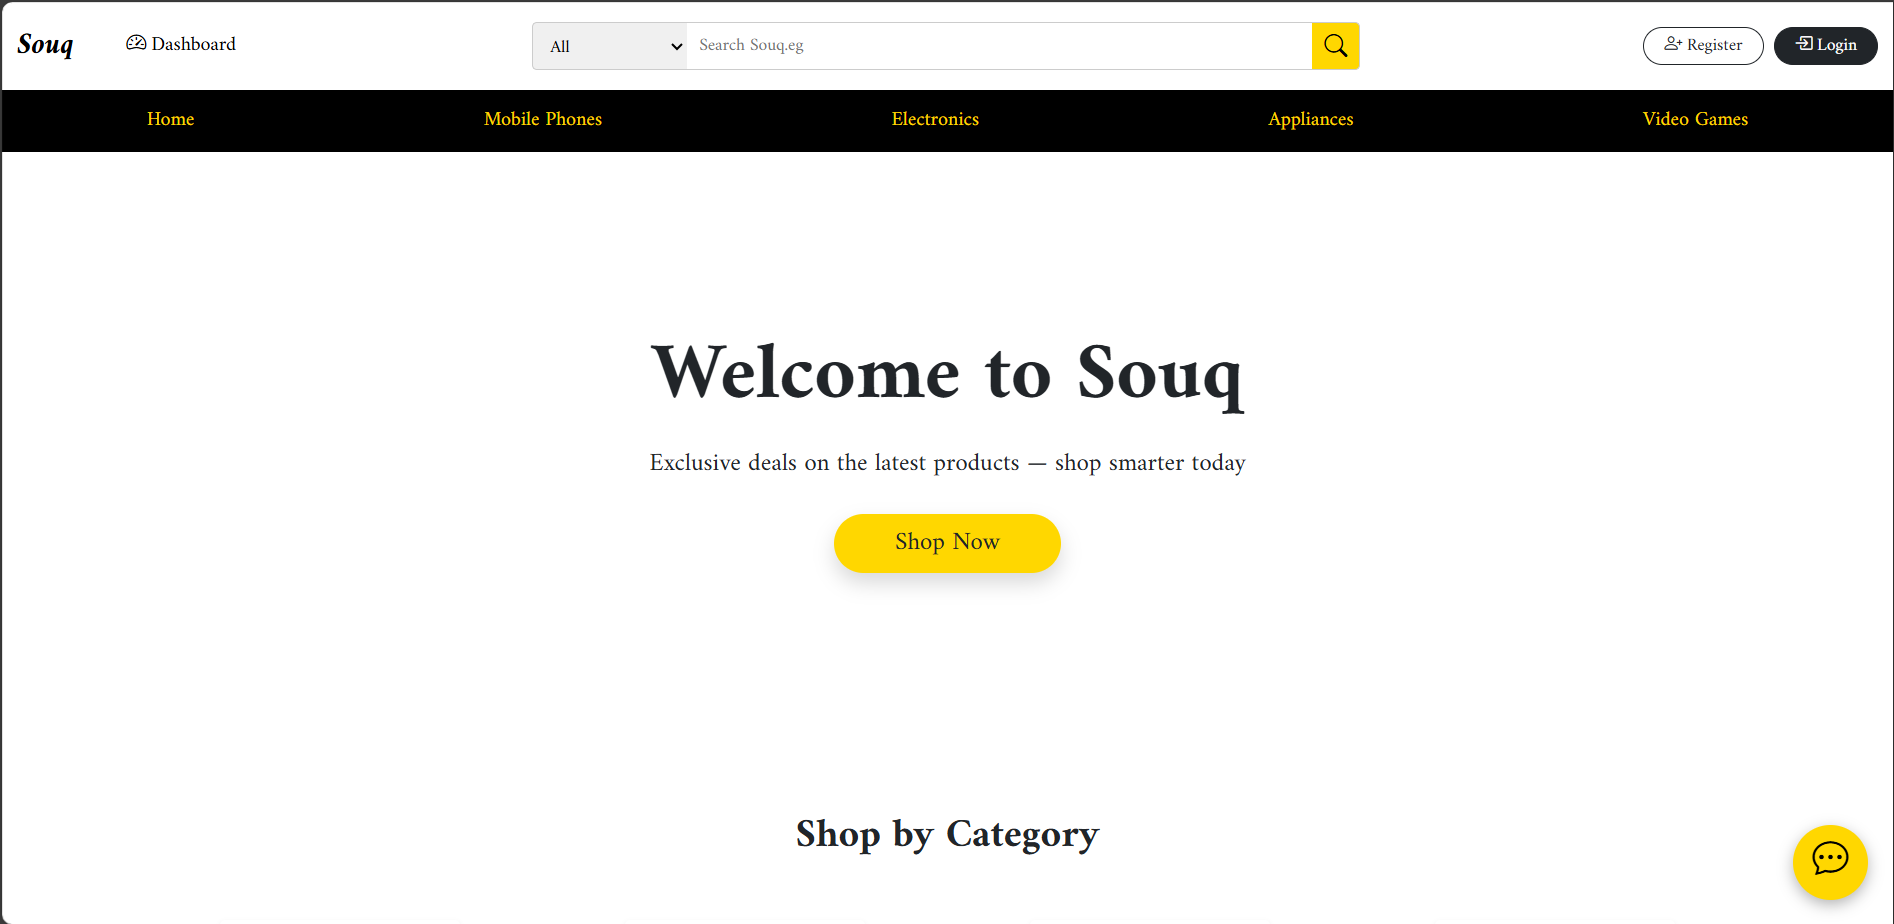 Souq
Dashboard
All
Search Souq.eg
Register
Login
Home
Mobile Phones
Electronics
Appliances
Video Games
Welcome to Souq
Exclusive deals on the latest products — shop smarter today
Shop Now
Shop by Category